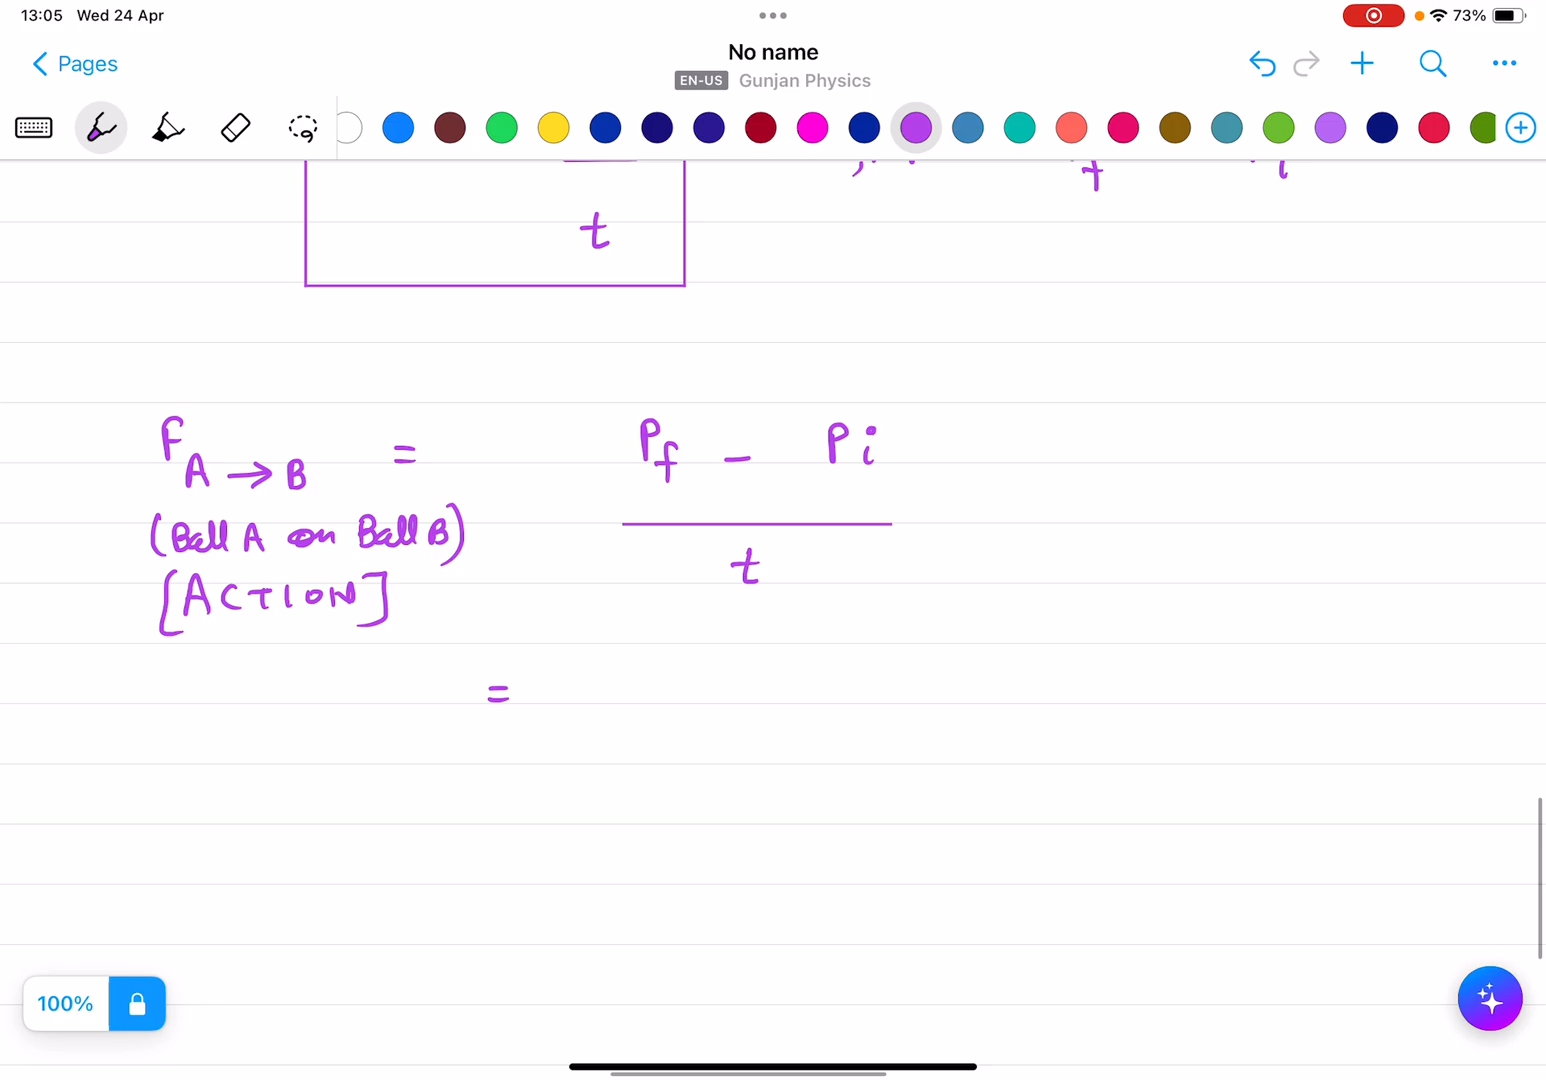 13:05 Wed 24 Apr
73%
Pages
No name
EN-US Gunjan Physics
t
F A → B = Pf - Pi
t
(Ball A on Ball B)
[ACTION]
=
100%